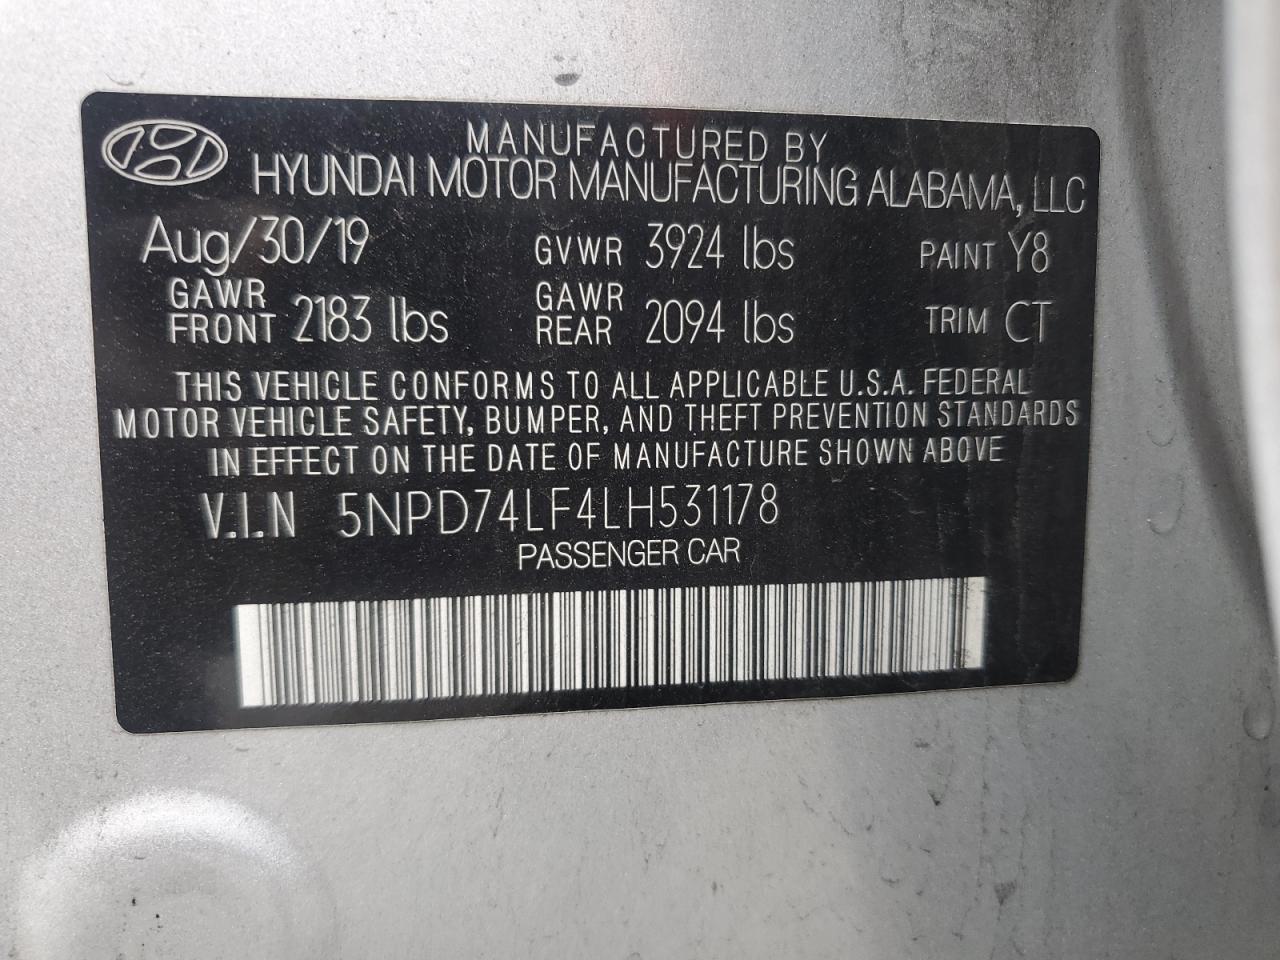 MANUFACTURED BY
HYUNDAI MOTOR MANUFACTURING ALABAMA, LLC
Aug/30/19 GVWR 3924 lbs PAINT Y8
GAWR FRONT 2183 lbs GAWR REAR 2094 lbs TRIM CT
THIS VEHICLE CONFORMS TO ALL APPLICABLE U.S.A. FEDERAL
MOTOR VEHICLE SAFETY, BUMPER, AND THEFT PREVENTION STANDARDS
IN EFFECT ON THE DATE OF MANUFACTURE SHOWN ABOVE
V.I.N 5NPD74LF4LH531178
PASSENGER CAR